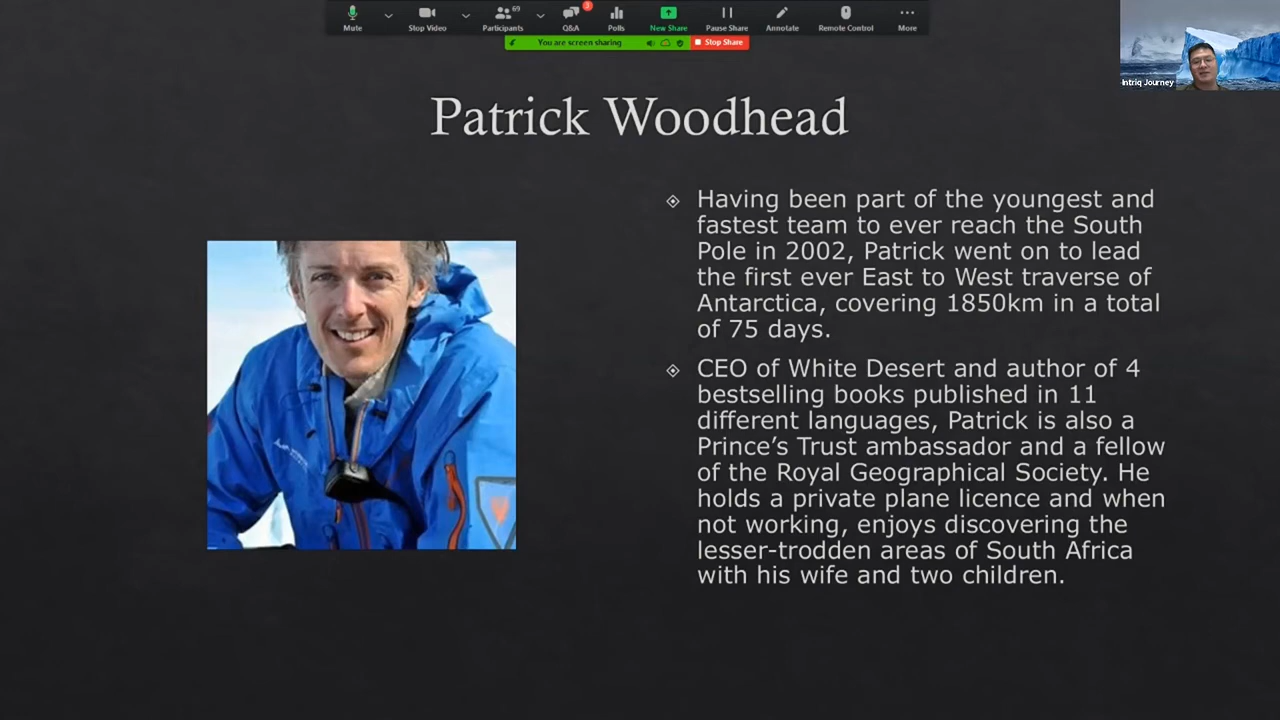 69
3
Mute
Stop Video
Participants
Q&A
Polls
New Share
Pause Share
Annotate
Remote Control
More
You are screen sharing
Stop Share
Intriq Journey
Patrick Woodhead
Having been part of the youngest and
fastest team to ever reach the South
Pole in 2002, Patrick went on to lead
the first ever East to West traverse of
Antarctica, covering 1850km in a total
of 75 days.
CEO of White Desert and author of 4
bestselling books published in 11
different languages, Patrick is also a
Prince’s Trust ambassador and a fellow
of the Royal Geographical Society. He
holds a private plane licence and when
not working, enjoys discovering the
lesser-trodden areas of South Africa
with his wife and two children.